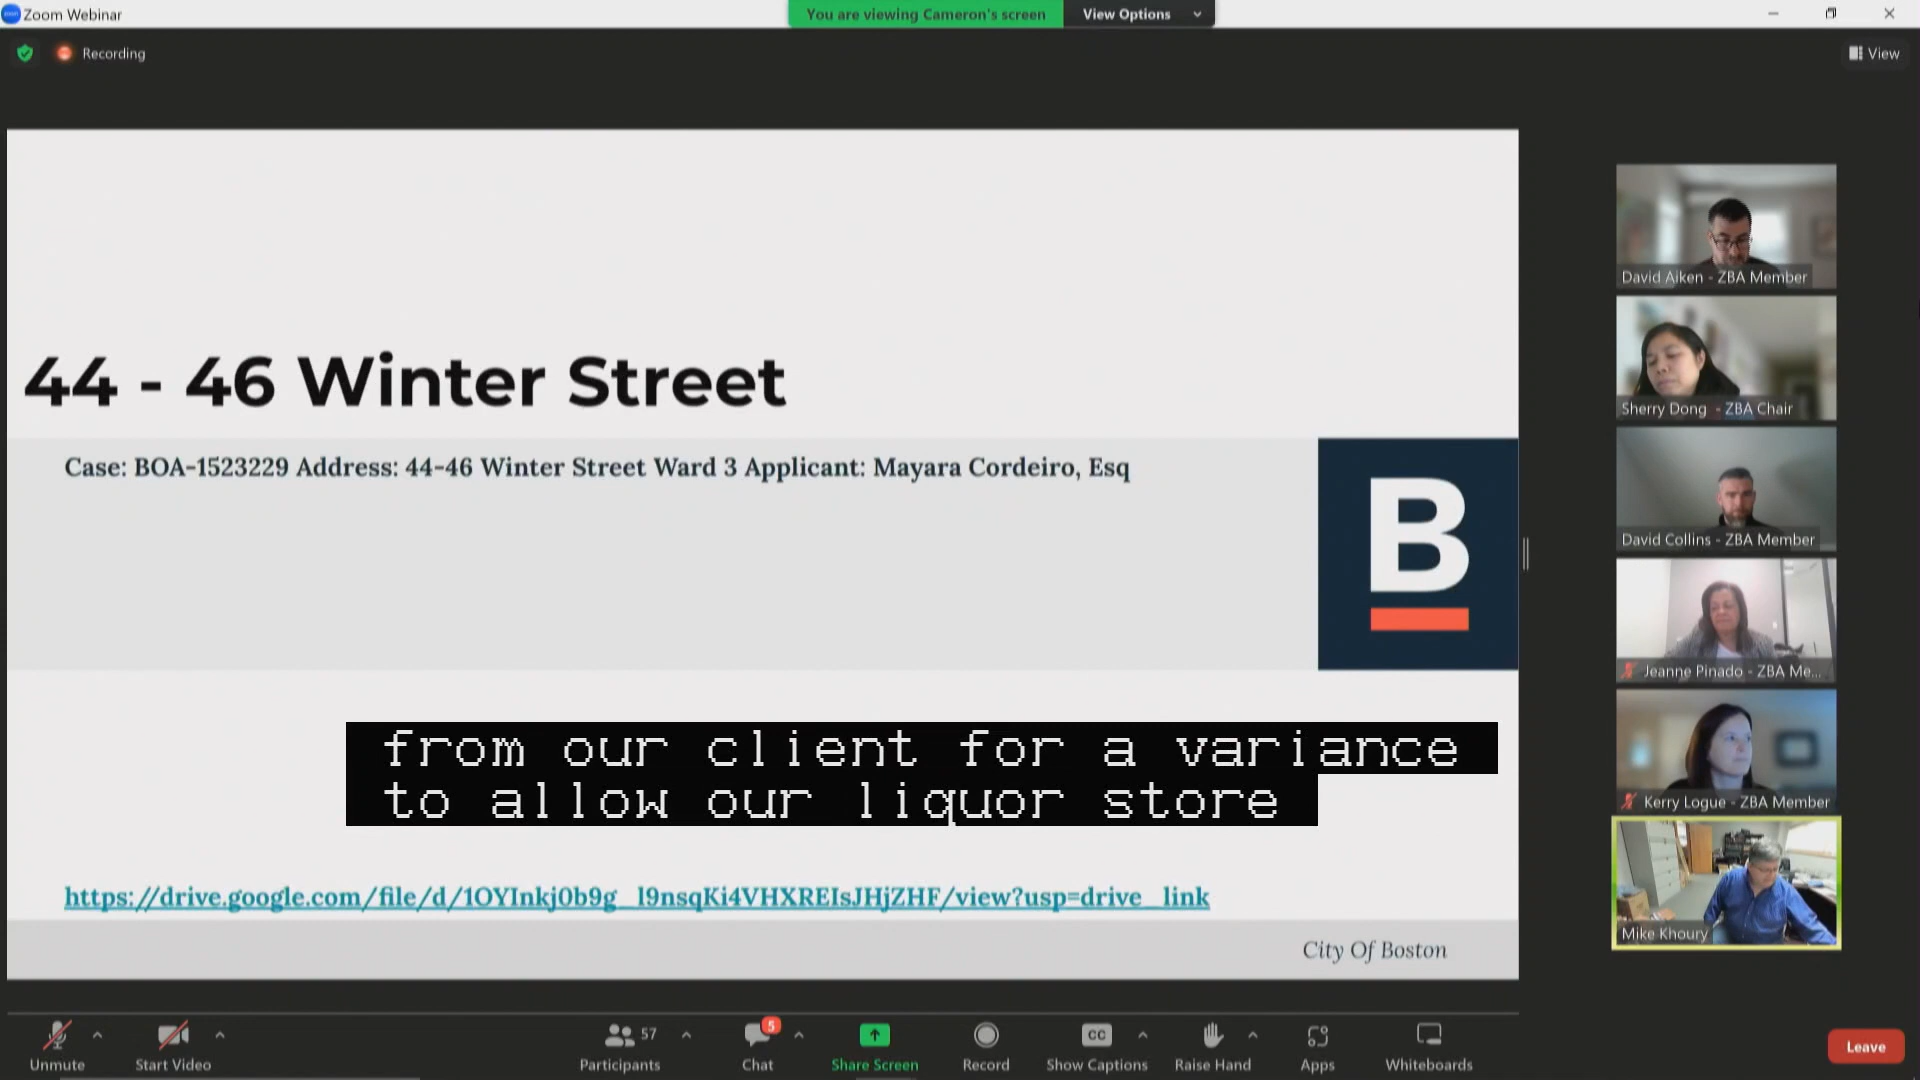 Zoom Webinar
You are viewing Cameron's screen
View Options
Recording
View
44 - 46 Winter Street
Case: BOA-1523229 Address: 44-46 Winter Street Ward 3 Applicant: Mayara Cordeiro, Esq
B
from our client for a variance
to allow our liquor store
https://drive.google.com/file/d/1OYInkj0b9g_l9nsqKi4VHXREIsJHjZHF/view?usp=drive_link
City Of Boston
David Aiken - ZBA Member
Sherry Dong - ZBA Chair
David Collins - ZBA Member
Jeanne Pinado - ZBA Me...
Kerry Logue - ZBA Member
Mike Khoury
Unmute
Start Video
57
Participants
5
Chat
Share Screen
Record
CC
Show Captions
Raise Hand
Apps
Whiteboards
Leave